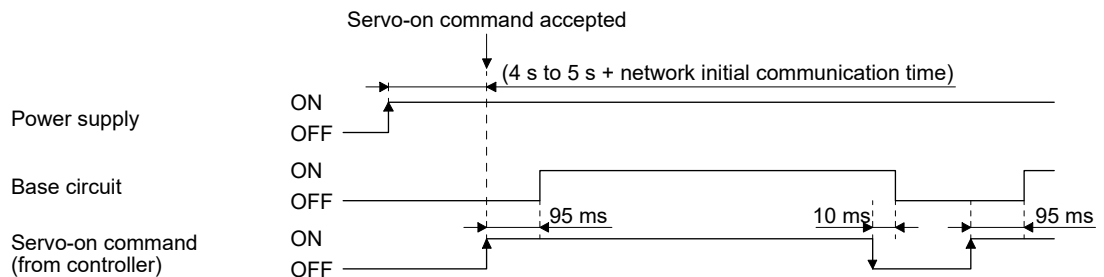 Servo-on command accepted
(4 s to 5 s + network initial communication time)
Power supply
ON
OFF
Base circuit
ON
OFF
95 ms
10 ms
95 ms
Servo-on command
(from controller)
ON
OFF